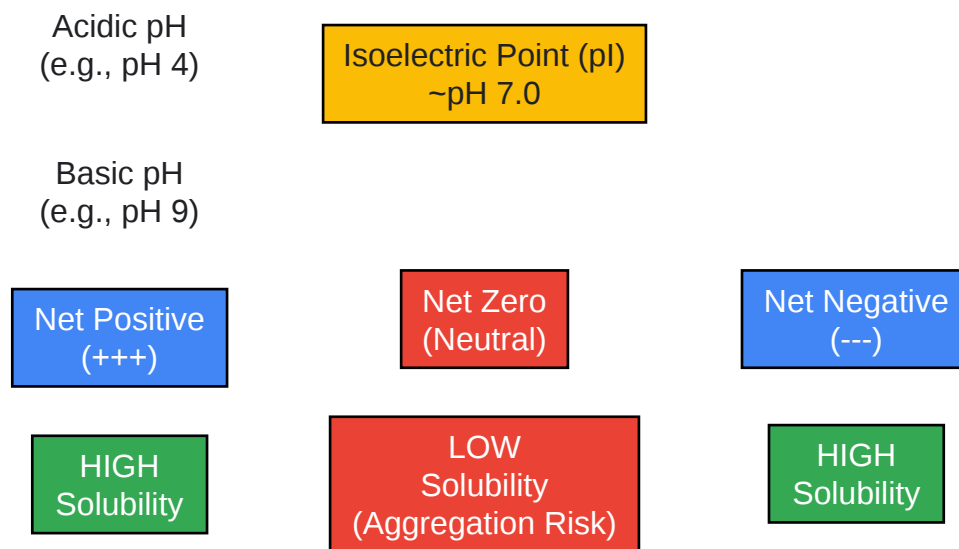 Acidic pH
(e.g., pH 4)
Isoelectric Point (pI)
~pH 7.0
Basic pH
(e.g., pH 9)
Net Positive
(+++)
Net Zero
(Neutral)
Net Negative
(---)
HIGH
Solubility
LOW
Solubility
(Aggregation Risk)
HIGH
Solubility